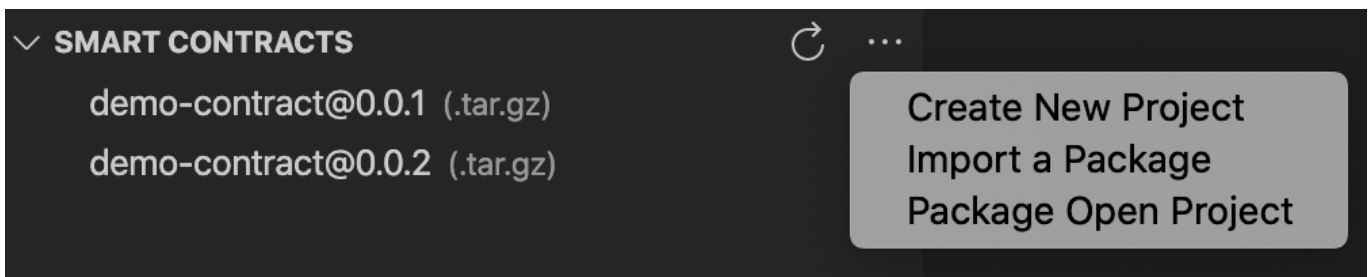 SMART CONTRACTS ...
demo-contract@0.0.1 (.tar.gz)
demo-contract@0.0.2 (.tar.gz)
Create New Project
Import a Package
Package Open Project